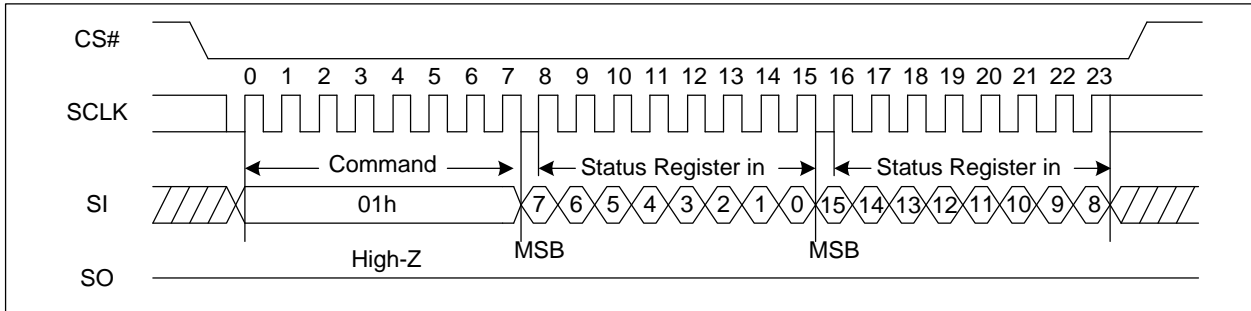 CS#
0 1 2 3 4 5 6 7 8 9 10 11 12 13 14 15 16 17 18 19 20 21 22 23
SCLK
Command Status Register in Status Register in
SI 01h 7 6 5 4 3 2 1 0 15 14 13 12 11 10 9 8
High-Z MSB MSB
SO